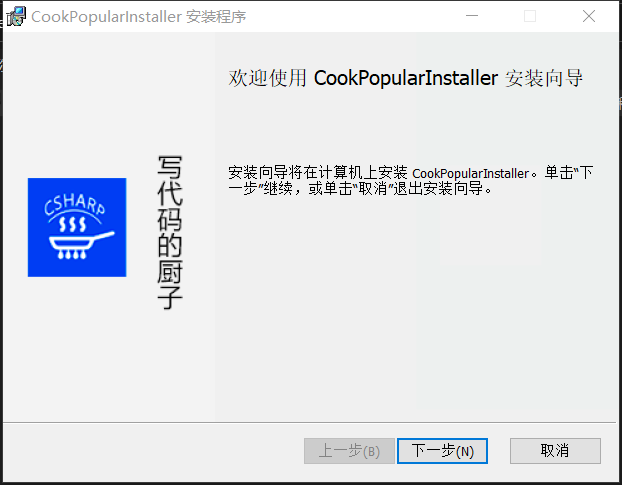 CookPopularInstaller 安装程序
欢迎使用 CookPopularInstaller 安装向导
CSHARP
写代码的厨子
安装向导将在计算机上安装 CookPopularInstaller。单击“下
一步”继续，或单击“取消”退出安装向导。
上一步(B) 下一步(N) 取消